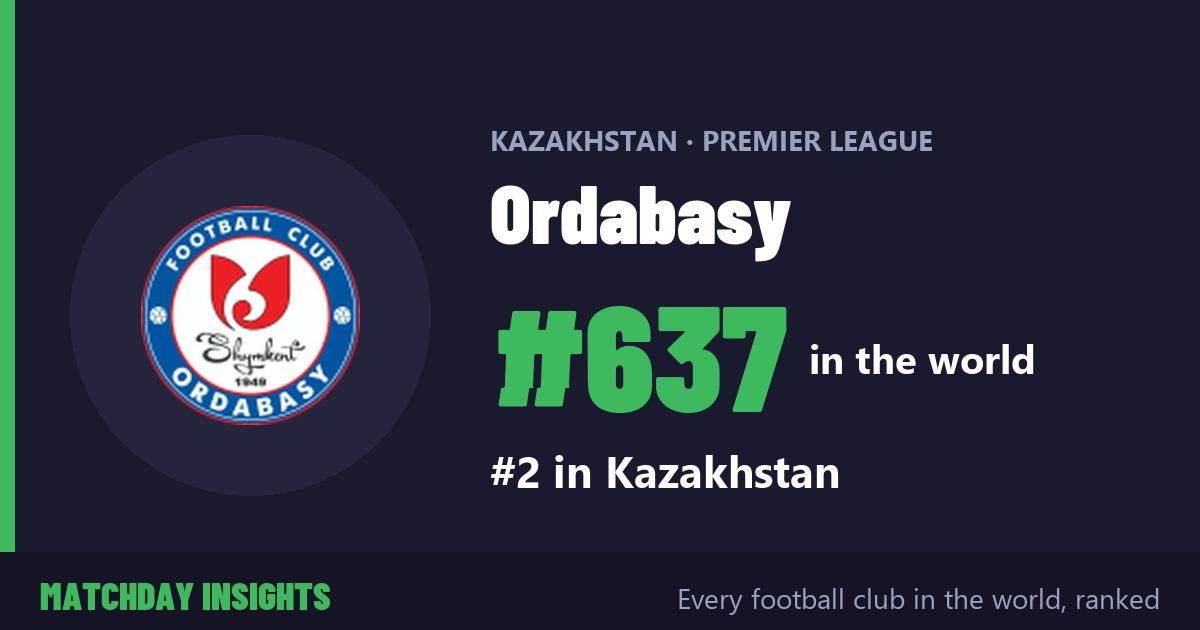 FOOTBALL CLUB
Shymkent
1949
ORDABASY
KAZAKHSTAN · PREMIER LEAGUE
Ordabasy
#637 in the world
#2 in Kazakhstan
MATCHDAY INSIGHTS
Every football club in the world, ranked